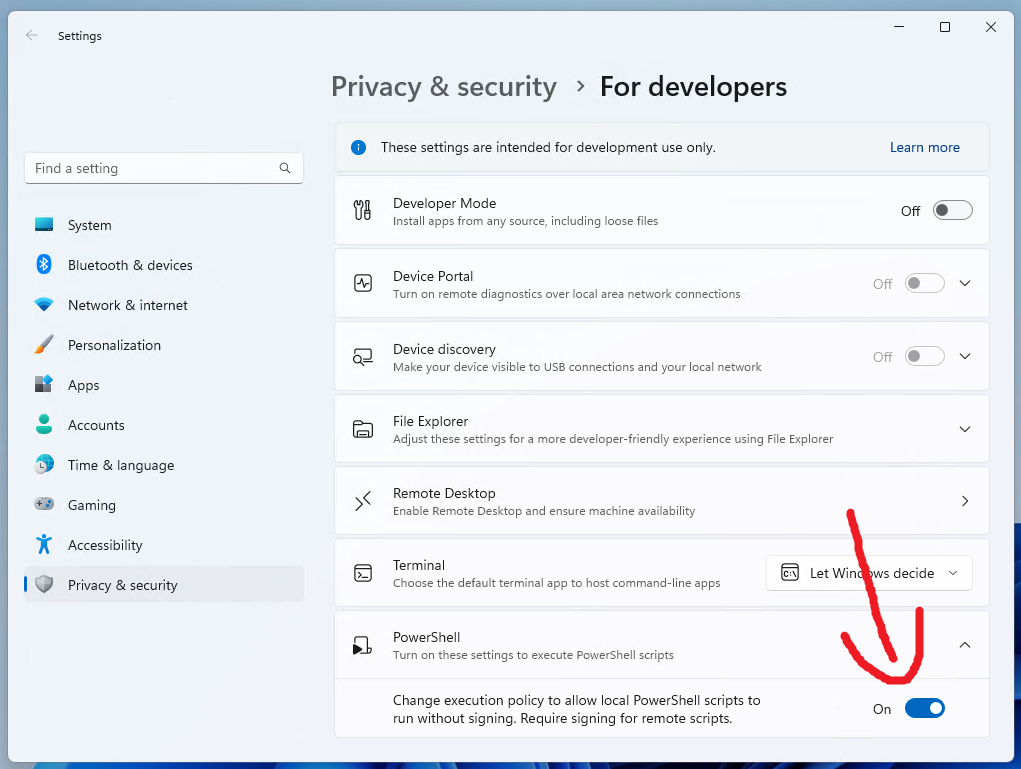 Settings
Privacy & security > For developers
These settings are intended for development use only.
Learn more
Find a setting
System
Bluetooth & devices
Network & internet
Personalization
Apps
Accounts
Time & language
Gaming
Accessibility
Privacy & security
Developer Mode
Install apps from any source, including loose files
Off
Device Portal
Turn on remote diagnostics over local area network connections
Off
Device discovery
Make your device visible to USB connections and your local network
Off
File Explorer
Adjust these settings for a more developer-friendly experience using File Explorer
Remote Desktop
Enable Remote Desktop and ensure machine availability
Terminal
Choose the default terminal app to host command-line apps
Let Windows decide
PowerShell
Turn on these settings to execute PowerShell scripts
Change execution policy to allow local PowerShell scripts to
run without signing. Require signing for remote scripts.
On